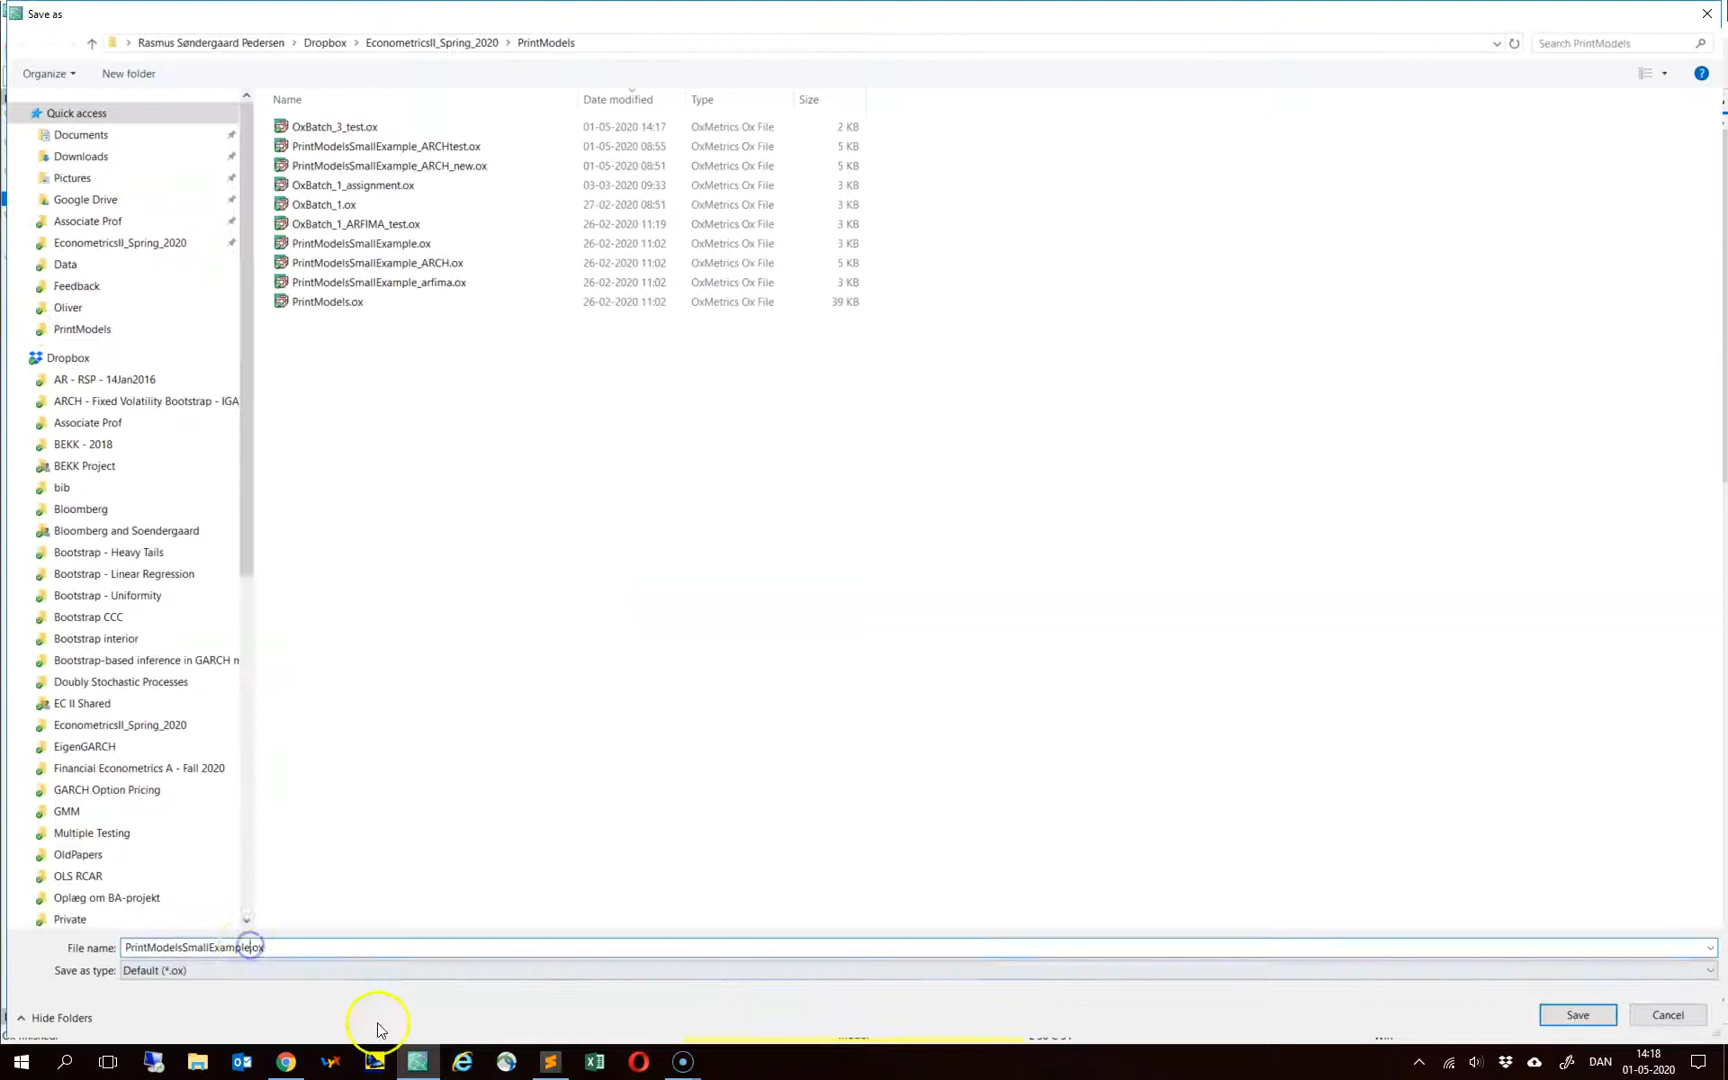 Save as
Rasmus Søndergaard Pedersen > Dropbox > EconometricsII_Spring_2020 > PrintModels
Search PrintModels
Organize
New folder
Name Date modified Type Size
Quick access
Documents
Downloads
Pictures
Google Drive
Associate Prof
EconometricsII_Spring_2020
Data
Feedback
Oliver
PrintModels
Dropbox
AR - RSP - 14Jan2016
ARCH - Fixed Volatility Bootstrap - IGA
Associate Prof
BEKK - 2018
BEKK Project
bib
Bloomberg
Bloomberg and Soendergaard
Bootstrap - Heavy Tails
Bootstrap - Linear Regression
Bootstrap - Uniformity
Bootstrap CCC
Bootstrap interior
Bootstrap-based inference in GARCH m
Doubly Stochastic Processes
EC II Shared
EconometricsII_Spring_2020
EigenGARCH
Financial Econometrics A - Fall 2020
GARCH Option Pricing
GMM
Multiple Testing
OldPapers
OLS RCAR
Oplæg om BA-projekt
Private
OxBatch_3_test.ox 01-05-2020 14:17 OxMetrics Ox File 2 KB
PrintModelsSmallExample_ARCHtest.ox 01-05-2020 08:55 OxMetrics Ox File 5 KB
PrintModelsSmallExample_ARCH_new.ox 01-05-2020 08:51 OxMetrics Ox File 5 KB
OxBatch_1_assignment.ox 03-03-2020 09:33 OxMetrics Ox File 3 KB
OxBatch_1.ox 27-02-2020 08:51 OxMetrics Ox File 3 KB
OxBatch_1_ARFIMA_test.ox 26-02-2020 11:19 OxMetrics Ox File 3 KB
PrintModelsSmallExample.ox 26-02-2020 11:02 OxMetrics Ox File 3 KB
PrintModelsSmallExample_ARCH.ox 26-02-2020 11:02 OxMetrics Ox File 5 KB
PrintModelsSmallExample_arfima.ox 26-02-2020 11:02 OxMetrics Ox File 3 KB
PrintModels.ox 26-02-2020 11:02 OxMetrics Ox File 39 KB
File name: PrintModelsSmallExample.ox
Save as type: Default (*.ox)
Hide Folders
Save
Cancel
DAN
14:18
01-05-2020